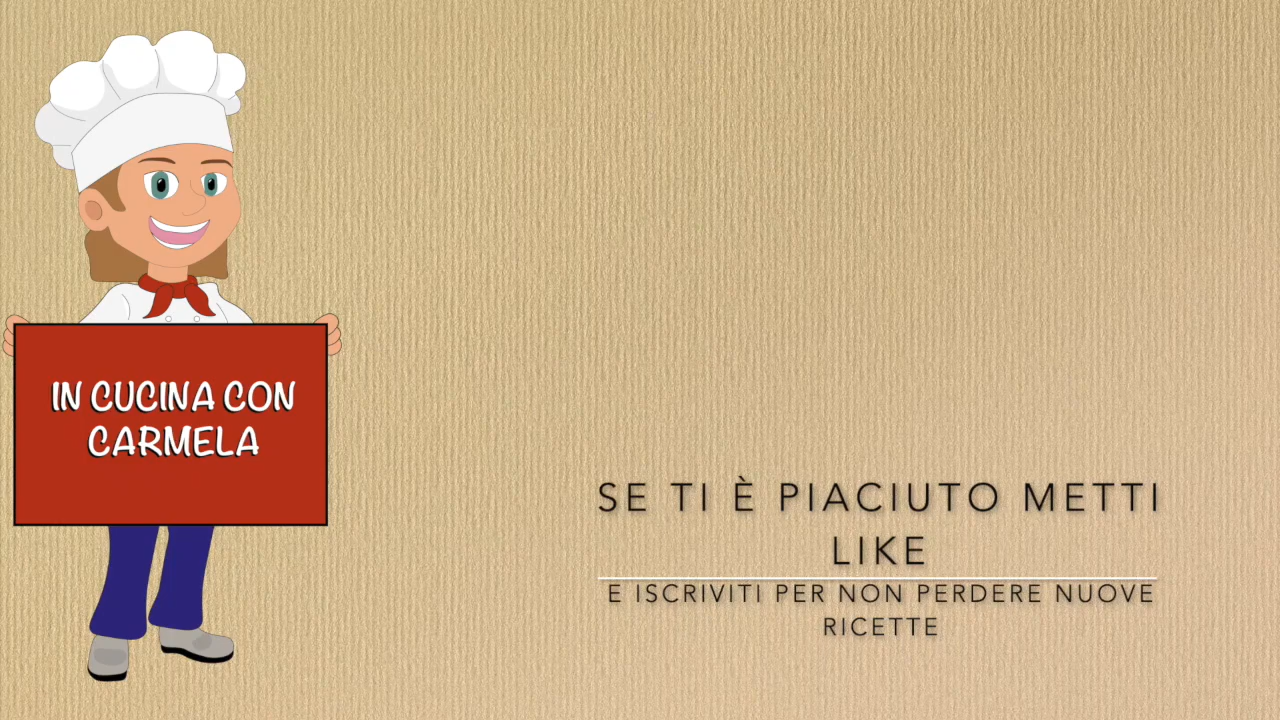 IN CUCINA CON
CARMELA
SE TI È PIACIUTO METTI
LIKE
E ISCRIVITI PER NON PERDERE NUOVE
RICETTE